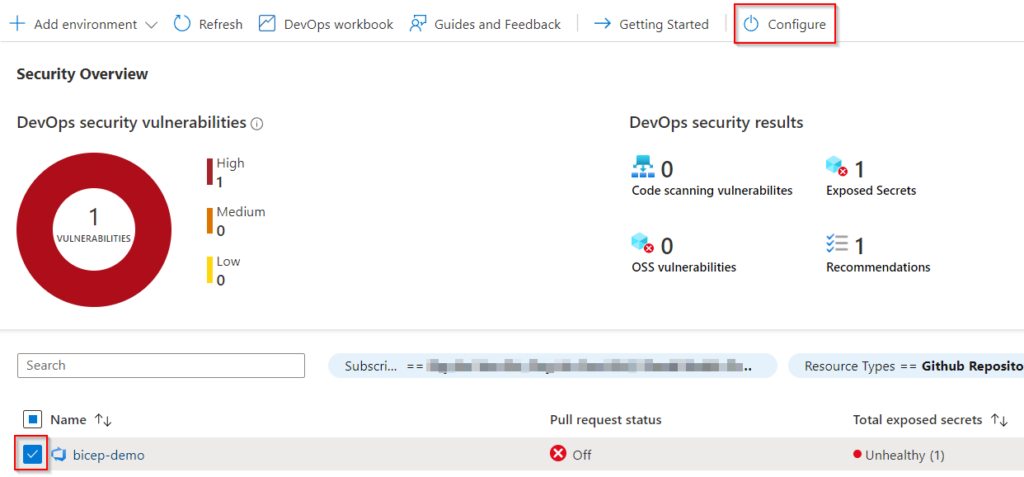 Add environment Refresh DevOps workbook Guides and Feedback Getting Started Configure
Security Overview
DevOps security vulnerabilities
DevOps security results
High
1
Medium
0
Low
0
1
VULNERABILITIES
0
Code scanning vulnerabilites
1
Exposed Secrets
0
OSS vulnerabilities
1
Recommendations
Search
Subscri... == ...
Resource Types == Github Reposito
Name Pull request status Total exposed secrets
bicep-demo Off Unhealthy (1)